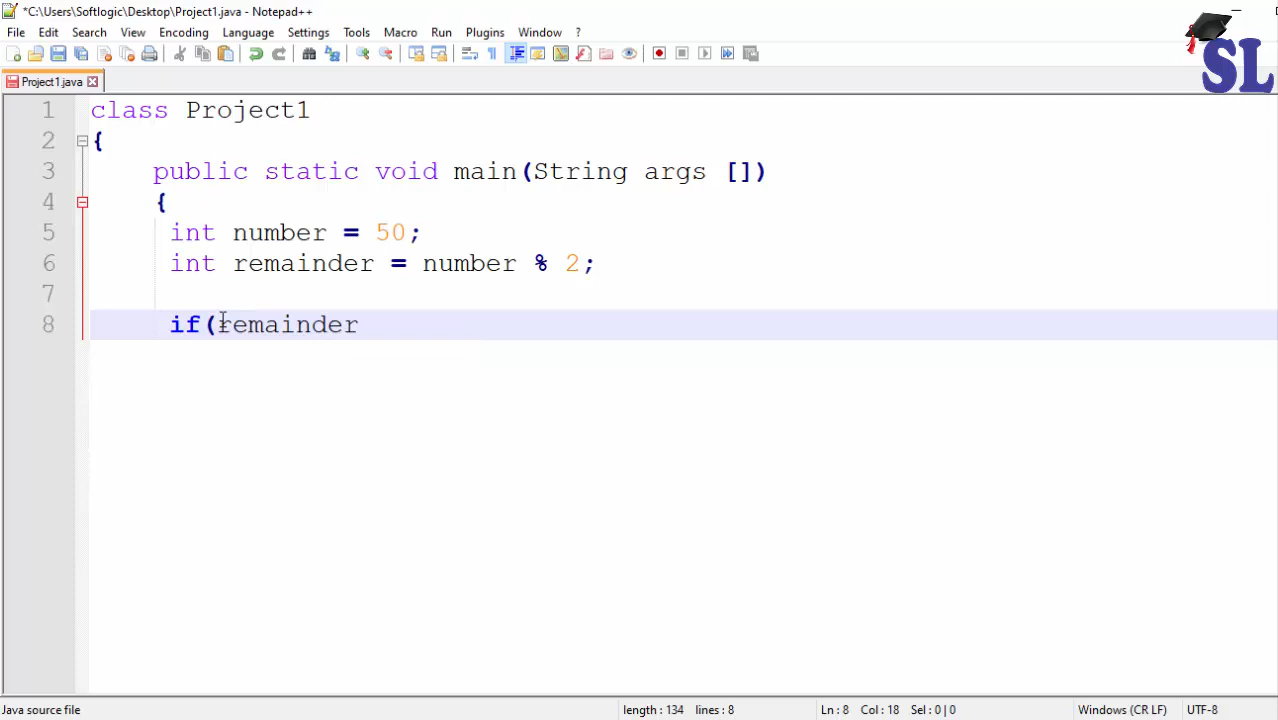 *C:\Users\Softlogic\Desktop\Project1.java - Notepad++
SL
File Edit Search View Encoding Language Settings Tools Macro Run Plugins Window ?
Project1.java
1 class Project1
2 {
3 public static void main(String args [])
4 {
5 int number = 50;
6 int remainder = number % 2;
7
8 if(remainder
Java source file length : 134 lines : 8 Ln : 8 Col : 18 Sel : 0 | 0 Windows (CR LF) UTF-8